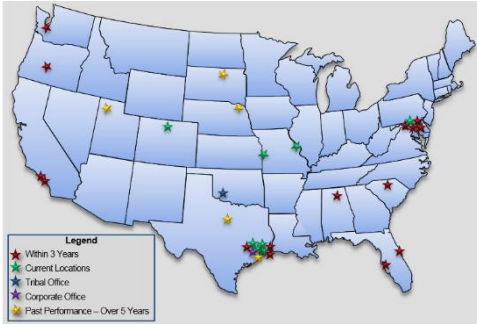 Legend
Within 3 Years
Current Locations
Tribal Office
Corporate Office
Past Performance – Over 5 Years